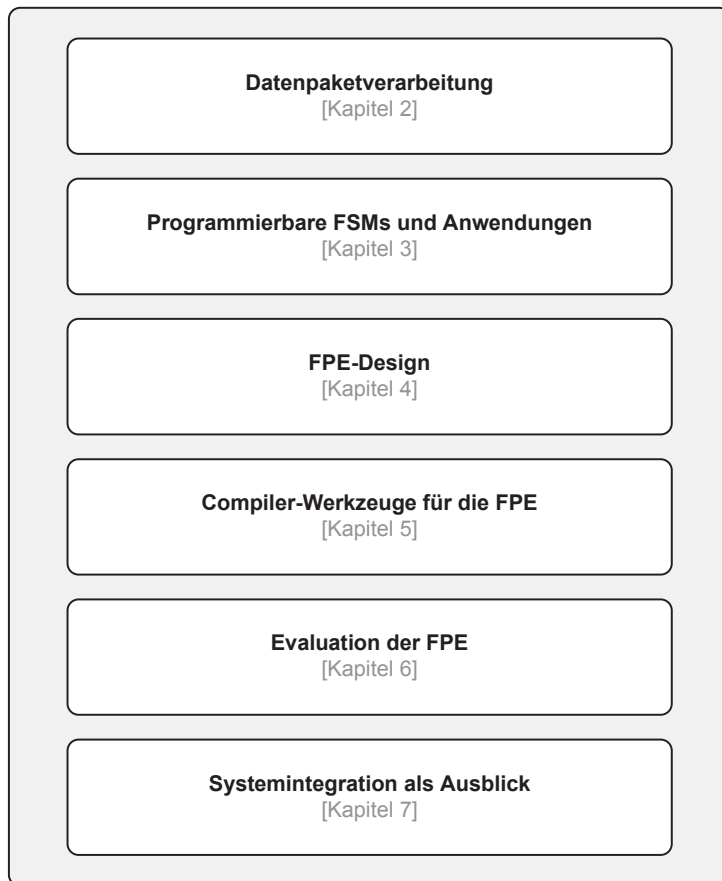 Datenpaketverarbeitung
[Kapitel 2]
Programmierbare FSMs und Anwendungen
[Kapitel 3]
FPE-Design
[Kapitel 4]
Compiler-Werkzeuge für die FPE
[Kapitel 5]
Evaluation der FPE
[Kapitel 6]
Systemintegration als Ausblick
[Kapitel 7]